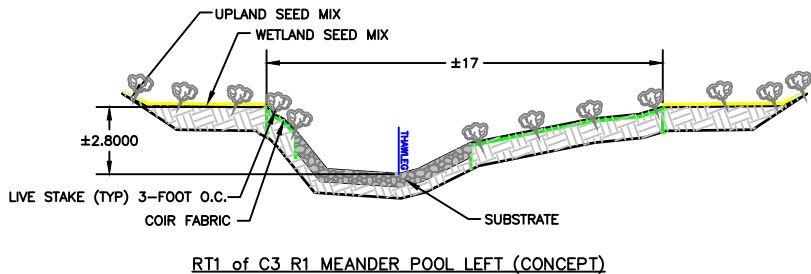 UPLAND SEED MIX
WETLAND SEED MIX
±17
±2.8000
THAWLEG
LIVE STAKE (TYP) 3-FOOT O.C.
COIR FABRIC
SUBSTRATE
RT1 of C3 R1 MEANDER POOL LEFT (CONCEPT)